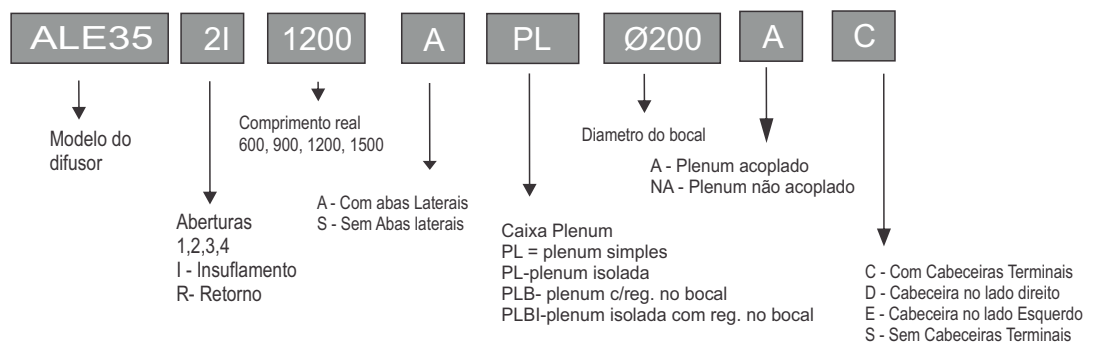 ALE35 2I 1200 A PL Ø200 A C
Modelo do
difusor
Aberturas
1,2,3,4
I - Insuflamento
R- Retorno
Comprimento real
600, 900, 1200, 1500
A - Com abas Laterais
S - Sem Abas laterais
Caixa Plenum
PL = plenum simples
PL-plenum isolada
PLB- plenum c/reg. no bocal
PLBI-plenum isolada com reg. no bocal
Diametro do bocal
A - Plenum acoplado
NA - Plenum não acoplado
C - Com Cabeceiras Terminais
D - Cabeceira no lado direito
E - Cabeceira no lado Esquerdo
S - Sem Cabeceiras Terminais